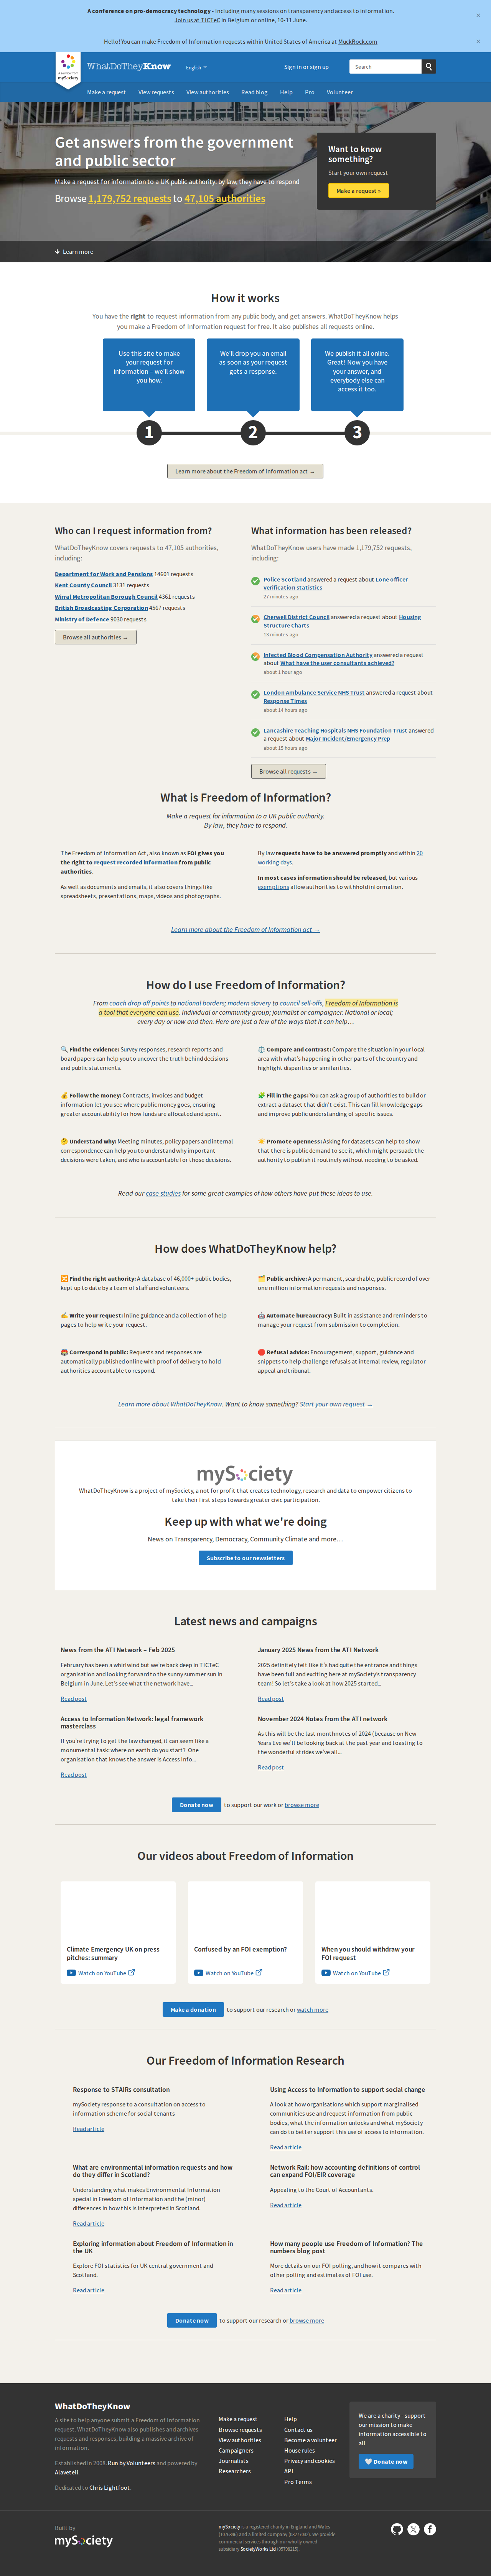 A conference on pro-democracy technology - Including many sessions on transparency and access to information.
Join us at TICTeC in Belgium or online, 10-11 June.
×
Hello! You can make Freedom of Information requests within United States of America at MuckRock.com
×
a service from mySociety
WhatDoTheyKnow
English
Sign in or sign up
Search
Make a request
View requests
View authorities
Read blog
Help
Pro
Volunteer
Get answers from the government
and public sector
Make a request for information to a UK public authority: by law, they have to respond
Browse 1,179,752 requests to 47,105 authorities
Want to know
something?
Start your own request
Make a request »
Learn more
How it works
You have the right to request information from any public body, and get answers. WhatDoTheyKnow helps
you make a Freedom of Information request for free. It also publishes all requests online.
Use this site to make
your request for
information – we'll show
you how.
We'll drop you an email
as soon as your request
gets a response.
We publish it all online.
Great! Now you have
your answer, and
everybody else can
access it too.
1
2
3
Learn more about the Freedom of Information act →
Who can I request information from?
WhatDoTheyKnow covers requests to 47,105 authorities,
including:
Department for Work and Pensions 14601 requests
Kent County Council 3131 requests
Wirral Metropolitan Borough Council 4361 requests
British Broadcasting Corporation 4567 requests
Ministry of Defence 9030 requests
Browse all authorities →
What information has been released?
WhatDoTheyKnow users have made 1,179,752 requests,
including:
Police Scotland answered a request about Lone officer
verification statistics
27 minutes ago
Cherwell District Council answered a request about Housing
Structure Charts
13 minutes ago
Infected Blood Compensation Authority answered a request
about What have the user consultants achieved?
about 1 hour ago
London Ambulance Service NHS Trust answered a request about
Response Times
about 14 hours ago
Lancashire Teaching Hospitals NHS Foundation Trust answered
a request about Major Incident/Emergency Prep
about 15 hours ago
Browse all requests →
What is Freedom of Information?
Make a request for information to a UK public authority.
By law, they have to respond.
The Freedom of Information Act, also known as FOI gives you
the right to request recorded information from public
authorities.
As well as documents and emails, it also covers things like
spreadsheets, presentations, maps, videos and photographs.
By law requests have to be answered promptly and within 20
working days.
In most cases information should be released, but various
exemptions allow authorities to withhold information.
Learn more about the Freedom of Information act →
How do I use Freedom of Information?
From coach drop off points to national borders; modern slavery to council sell-offs, Freedom of Information is
a tool that everyone can use. Individual or community group; journalist or campaigner. National or local;
every day or now and then. Here are just a few of the ways that it can help…
🔍 Find the evidence: Survey responses, research reports and
board papers can help you to uncover the truth behind decisions
and public statements.
⚖️ Compare and contrast: Compare the situation in your local
area with what's happening in other parts of the country and
highlight disparities or similarities.
💰 Follow the money: Contracts, invoices and budget
information let you see where public money goes, ensuring
greater accountability for how funds are allocated and spent.
🧩 Fill in the gaps: You can ask a group of authorities to build or
extract a dataset that didn't exist. This can fill knowledge gaps
and improve public understanding of specific issues.
🤔 Understand why: Meeting minutes, policy papers and internal
correspondence can help you to understand why important
decisions were taken, and who is accountable for those decisions.
☀️ Promote openness: Asking for datasets can help to show
that there is public demand to see it, which might persuade the
authority to publish it routinely without needing to be asked.
Read our case studies for some great examples of how others have put these ideas to use.
How does WhatDoTheyKnow help?
🔀 Find the right authority: A database of 46,000+ public bodies,
kept up to date by a team of staff and volunteers.
🗂️ Public archive: A permanent, searchable, public record of over
one million information requests and responses.
✍️ Write your request: Inline guidance and a collection of help
pages to help write your request.
🤖 Automate bureaucracy: Built in assistance and reminders to
manage your request from submission to completion.
Correspond in public: Requests and responses are
automatically published online with proof of delivery to hold
authorities accountable to respond.
🛑 Refusal advice: Encouragement, support, guidance and
snippets to help challenge refusals at internal review, regulator
appeal and tribunal.
Learn more about WhatDoTheyKnow. Want to know something? Start your own request →
mySociety
WhatDoTheyKnow is a project of mySociety, a not for profit that creates technology, research and data to empower citizens to
take their first steps towards greater civic participation.
Keep up with what we're doing
News on Transparency, Democracy, Community Climate and more…
Subscribe to our newsletters
Latest news and campaigns
News from the ATI Network – Feb 2025
February has been a whirlwind but we're back deep in TICTeC
organisation and looking forward to the sunny summer sun in
Belgium in June. Let's see what the network have...
Read post
January 2025 News from the ATI Network
2025 definitely felt like it's had quite the entrance and things
have been full and exciting here at mySociety's transparency
team! So let's take a look at how 2025 started...
Read post
Access to Information Network: legal framework
masterclass
If you're trying to get the law changed, it can seem like a
monumental task: where on earth do you start? One
organisation that knows the answer is Access Info...
Read post
November 2024 Notes from the ATI network
As this will be the last monthnotes of 2024 (because on New
Years Eve we'll be looking back at the past year and toasting to
the wonderful strides we've all...
Read post
Donate now to support our work or browse more
Our videos about Freedom of Information
Climate Emergency UK on press
pitches: summary
Watch on YouTube
Confused by an FOI exemption?
Watch on YouTube
When you should withdraw your
FOI request
Watch on YouTube
Make a donation to support our research or watch more
Our Freedom of Information Research
Response to STAIRs consultation
mySociety response to a consultation on access to
information scheme for social tenants
Read article
Using Access to Information to support social change
A look at how organisations which support marginalised
communities use and request information from public
bodies, what the information unlocks and what mySociety
can do to better support this use of access to information.
Read article
What are environmental information requests and how
do they differ in Scotland?
Understanding what makes Environmental Information
special in Freedom of Information and the (minor)
differences in how this is interpreted in Scotland.
Read article
Network Rail: how accounting definitions of control
can expand FOI/EIR coverage
Appealing to the Court of Accountants.
Read article
Exploring information about Freedom of Information in
the UK
Explore FOI statistics for UK central government and
Scotland.
Read article
How many people use Freedom of Information? The
numbers blog post
More details on our FOI polling, and how it compares with
other polling and estimates of FOI use.
Read article
Donate now to support our research or browse more
WhatDoTheyKnow
A site to help anyone submit a Freedom of Information
request. WhatDoTheyKnow also publishes and archives
requests and responses, building a massive archive of
information.
Established in 2008. Run by Volunteers and powered by
Alaveteli.
Dedicated to Chris Lightfoot.
Make a request
Browse requests
View authorities
Campaigners
Journalists
Researchers
Help
Contact us
Become a volunteer
House rules
Privacy and cookies
API
Pro Terms
We are a charity - support
our mission to make
information accessible to
all
🤍 Donate now
Built by
mySociety
mySociety is a registered charity in England and Wales
(1076346) and a limited company (03277032). We provide
commercial services through our wholly owned
subsidiary SocietyWorks Ltd (05798215).